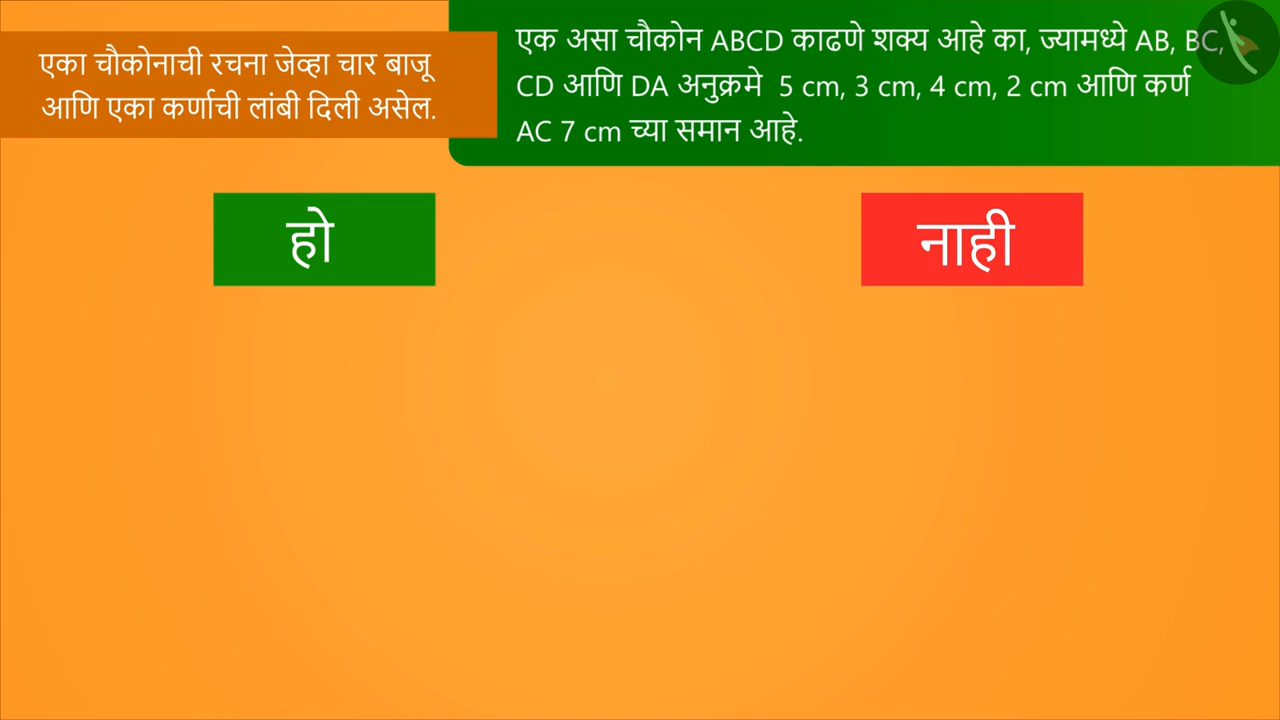 एका चौकोनाची रचना जेव्हा चार बाजू
आणि एका कर्णाची लांबी दिली असेल.
एक असा चौकोन ABCD काढणे शक्य आहे का, ज्यामध्ये AB, BC,
CD आणि DA अनुक्रमे 5 cm, 3 cm, 4 cm, 2 cm आणि कर्ण
AC 7 cm च्या समान आहे.
हो
नाही